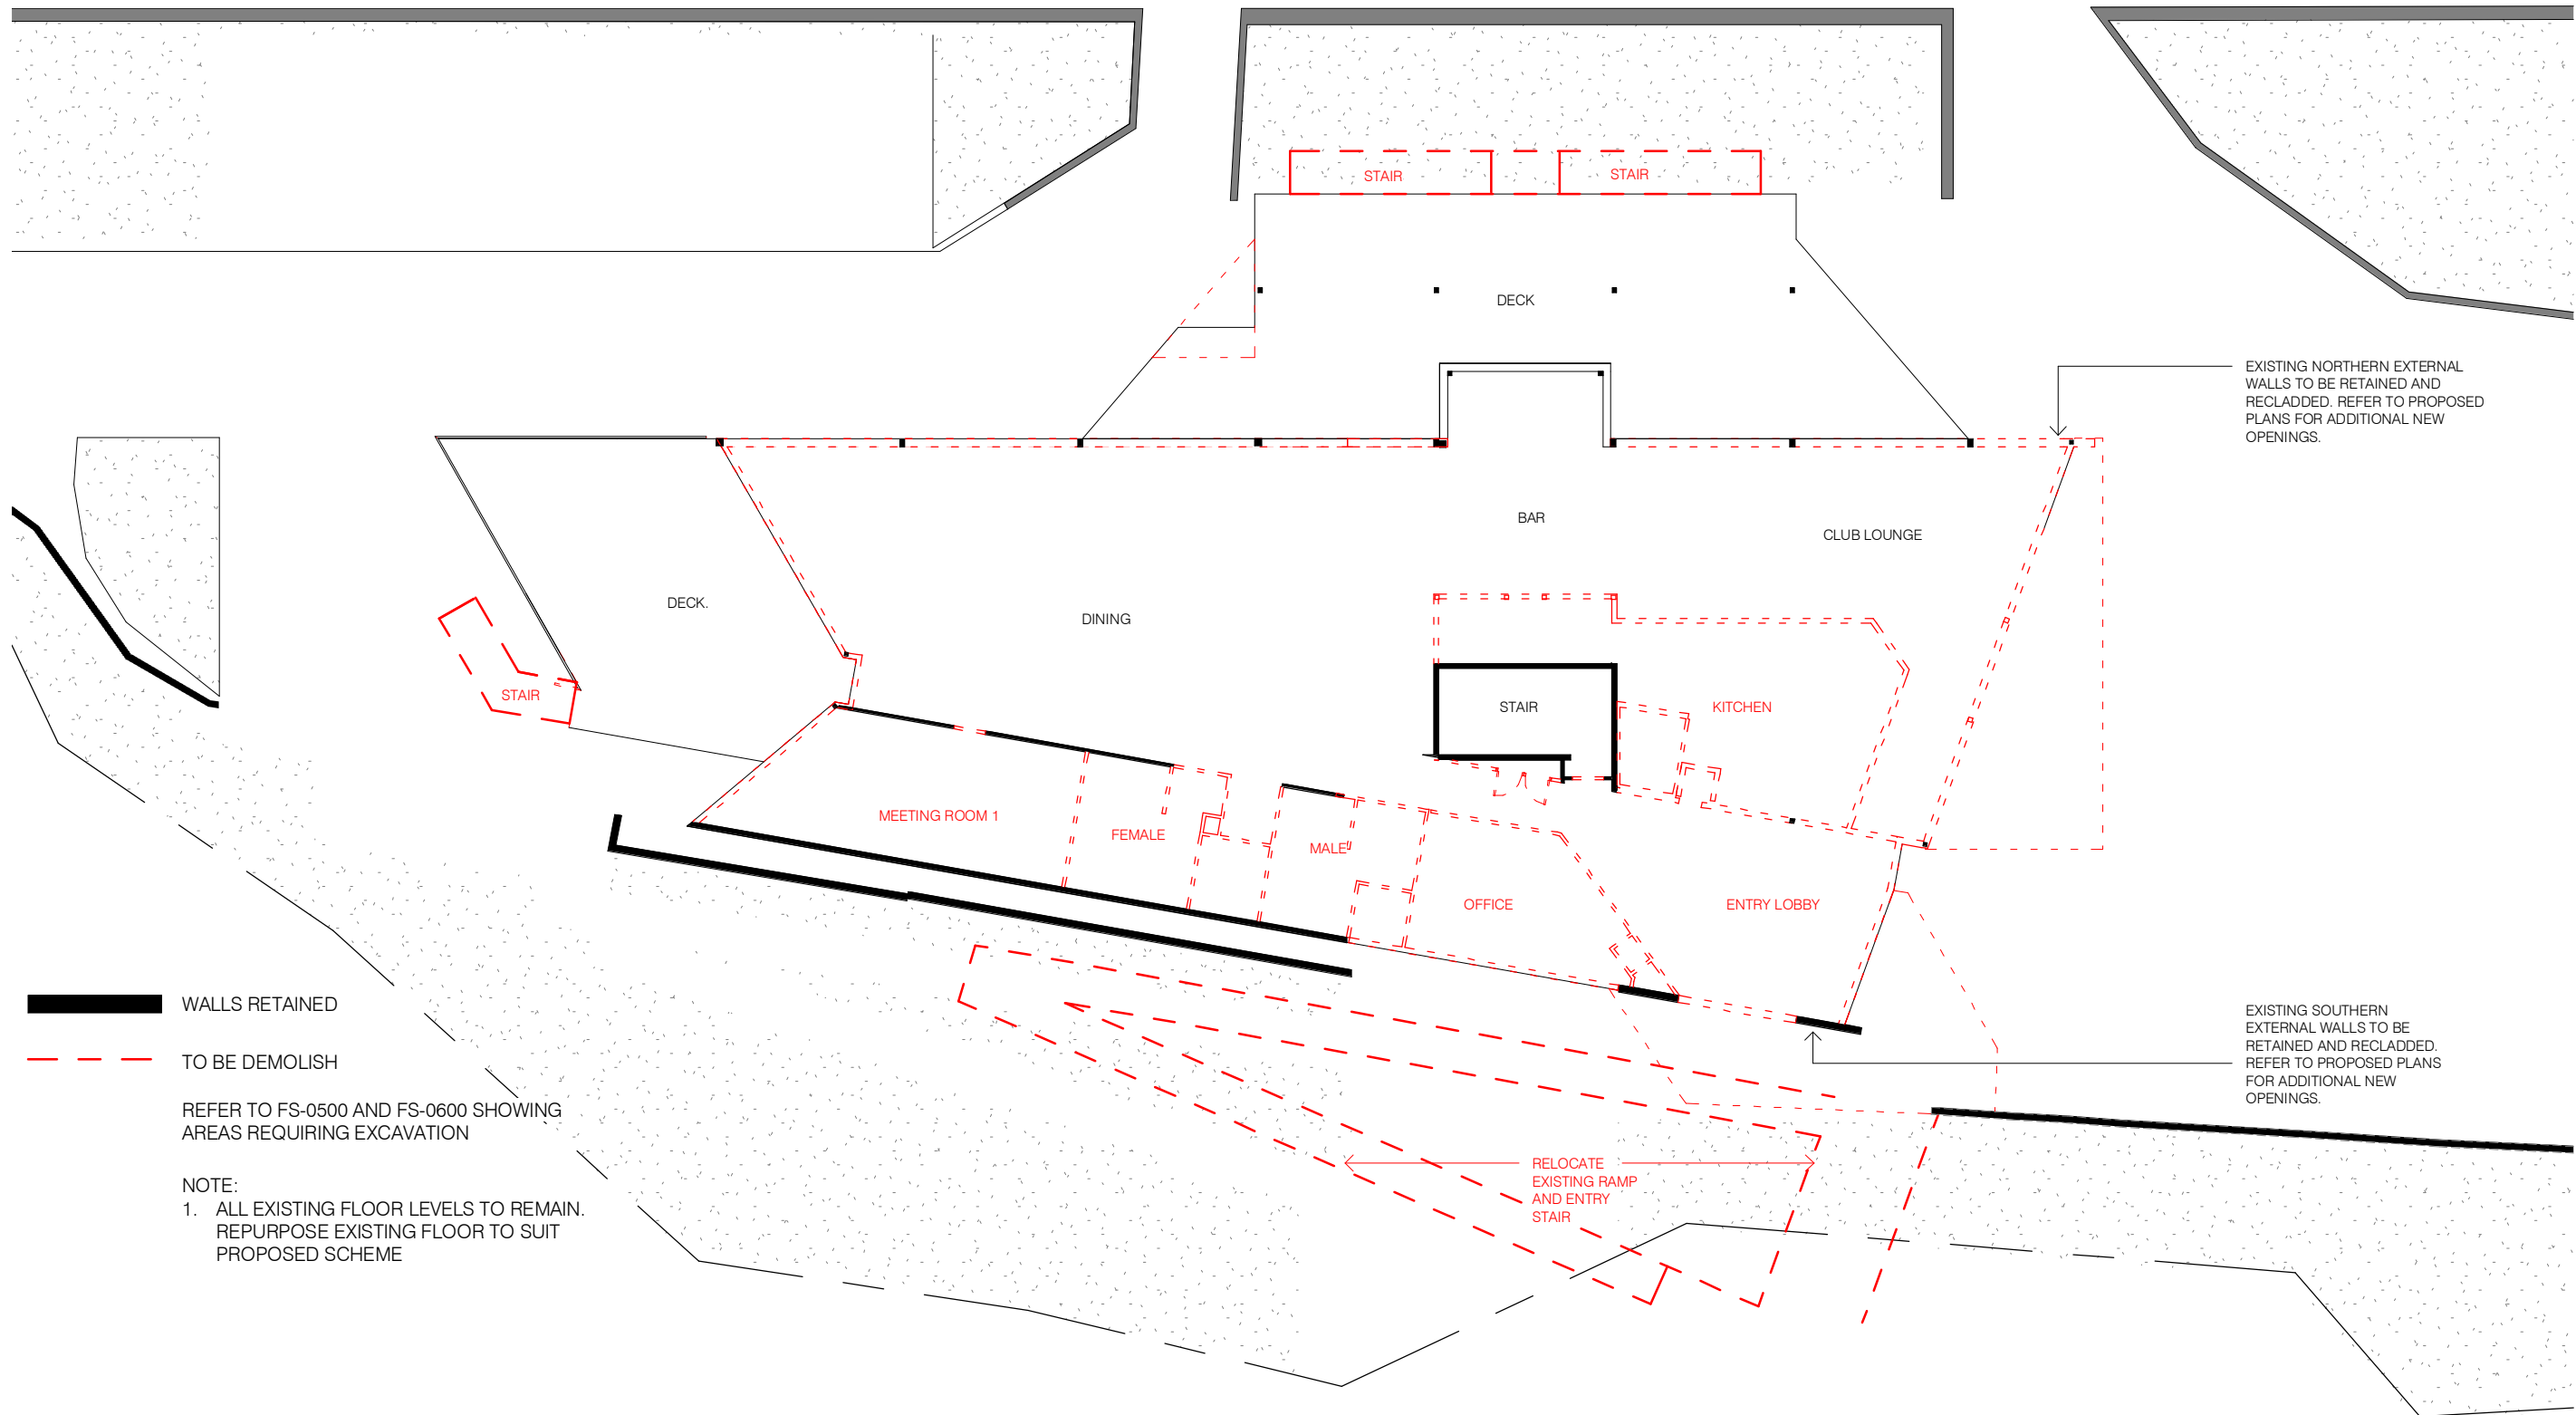 STAIR
STAIR
DECK
EXISTING NORTHERN EXTERNAL
WALLS TO BE RETAINED AND
RECLADDED. REFER TO PROPOSED
PLANS FOR ADDITIONAL NEW
OPENINGS.
BAR
CLUB LOUNGE
DECK.
DINING
STAIR
STAIR
KITCHEN
MEETING ROOM 1
FEMALE
MALE
OFFICE
ENTRY LOBBY
WALLS RETAINED
TO BE DEMOLISH
REFER TO FS-0500 AND FS-0600 SHOWING
AREAS REQUIRING EXCAVATION
NOTE:
1. ALL EXISTING FLOOR LEVELS TO REMAIN.
REPURPOSE EXISTING FLOOR TO SUIT
PROPOSED SCHEME
EXISTING SOUTHERN
EXTERNAL WALLS TO BE
RETAINED AND RECLADDED.
REFER TO PROPOSED PLANS
FOR ADDITIONAL NEW
OPENINGS.
RELOCATE
EXISTING RAMP
AND ENTRY
STAIR